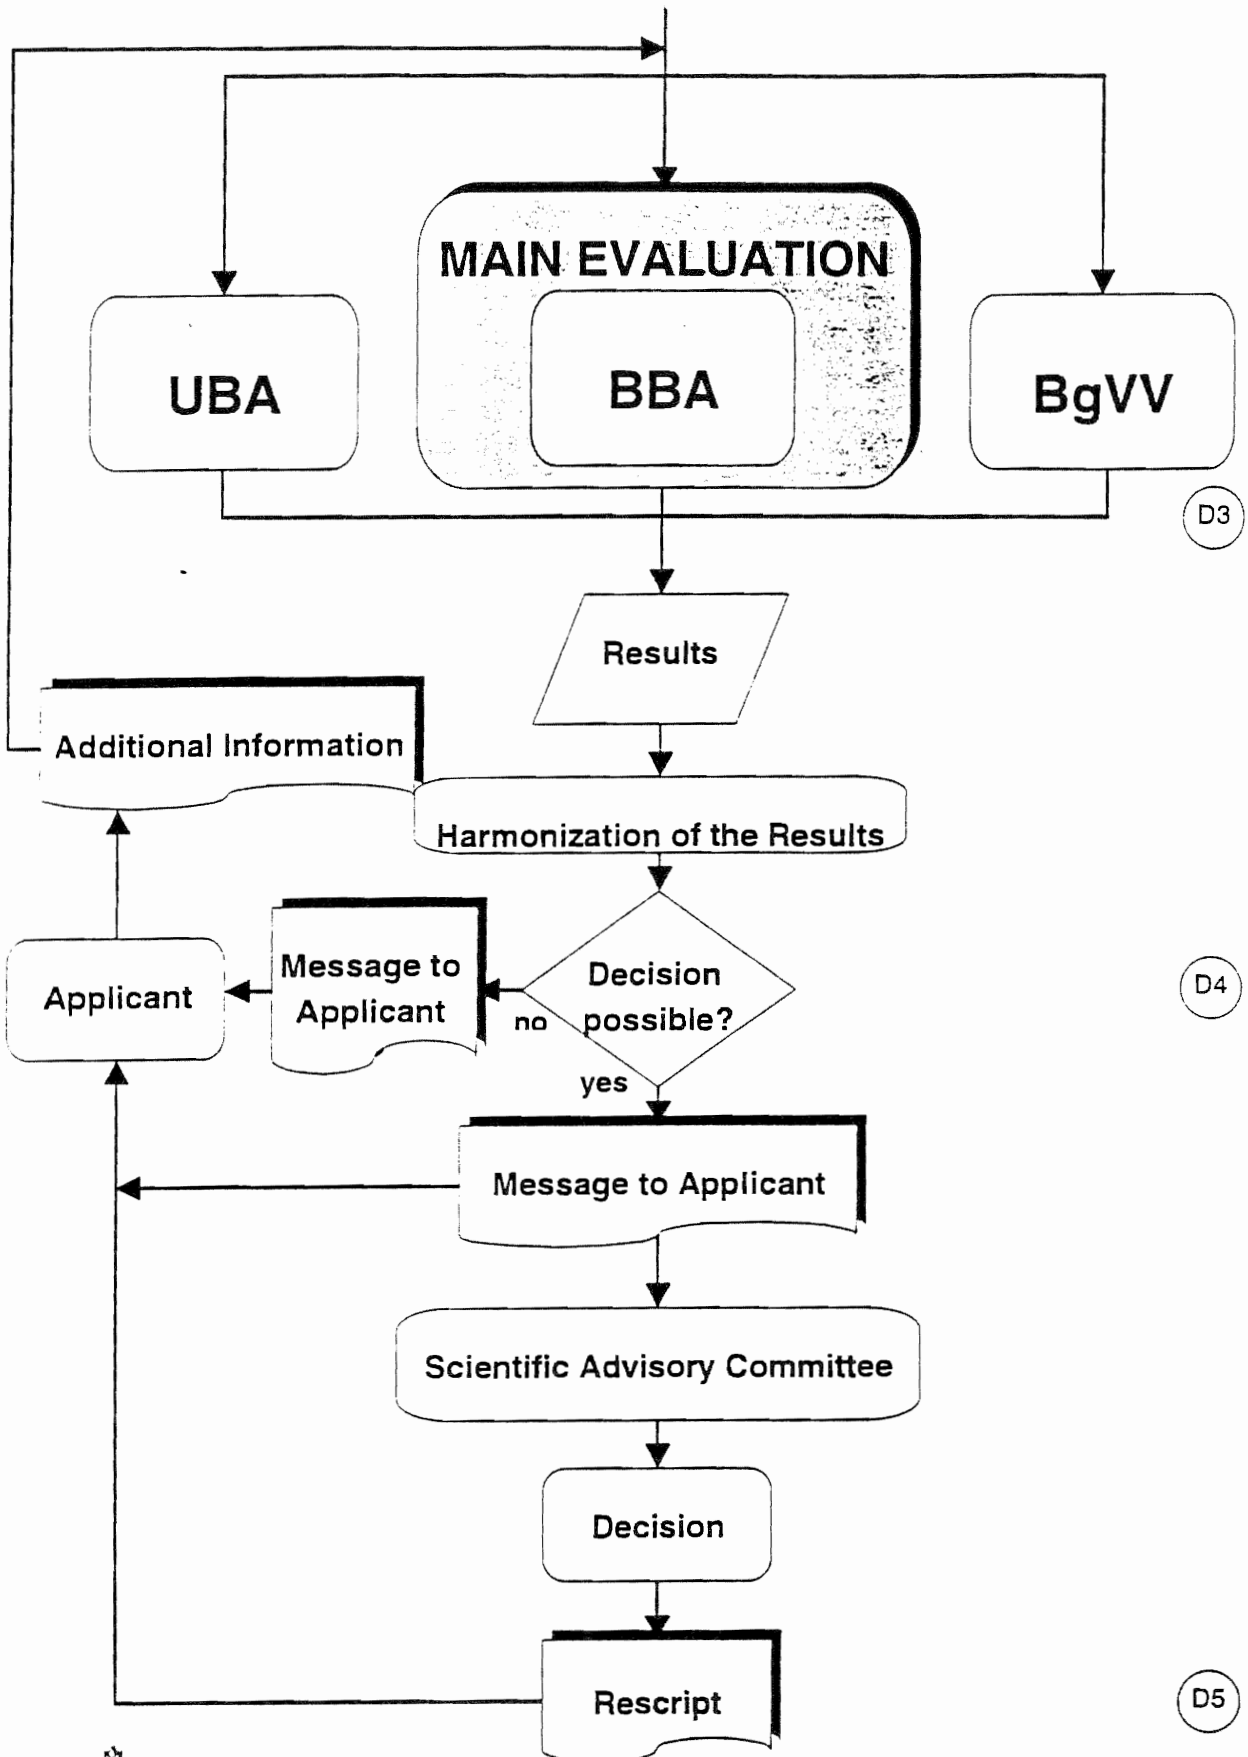 MAIN EVALUATION
UBA
BBA
BgVV
D3
Results
Additional Information
Harmonization of the Results
Message to
Applicant
Applicant
Decision
possible?
no
D4
yes
Message to Applicant
Scientific Advisory Committee
Decision
Rescript
D5